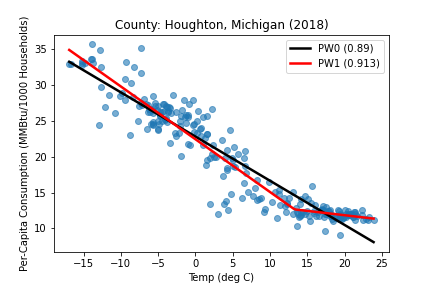 County: Houghton, Michigan (2018)
Per-Capita Consumption (MMBtu/1000 Households)
35
30
25
20
15
10
PW0 (0.89)
PW1 (0.913)
−15 −10 −5 0 5 10 15 20 25
Temp (deg C)